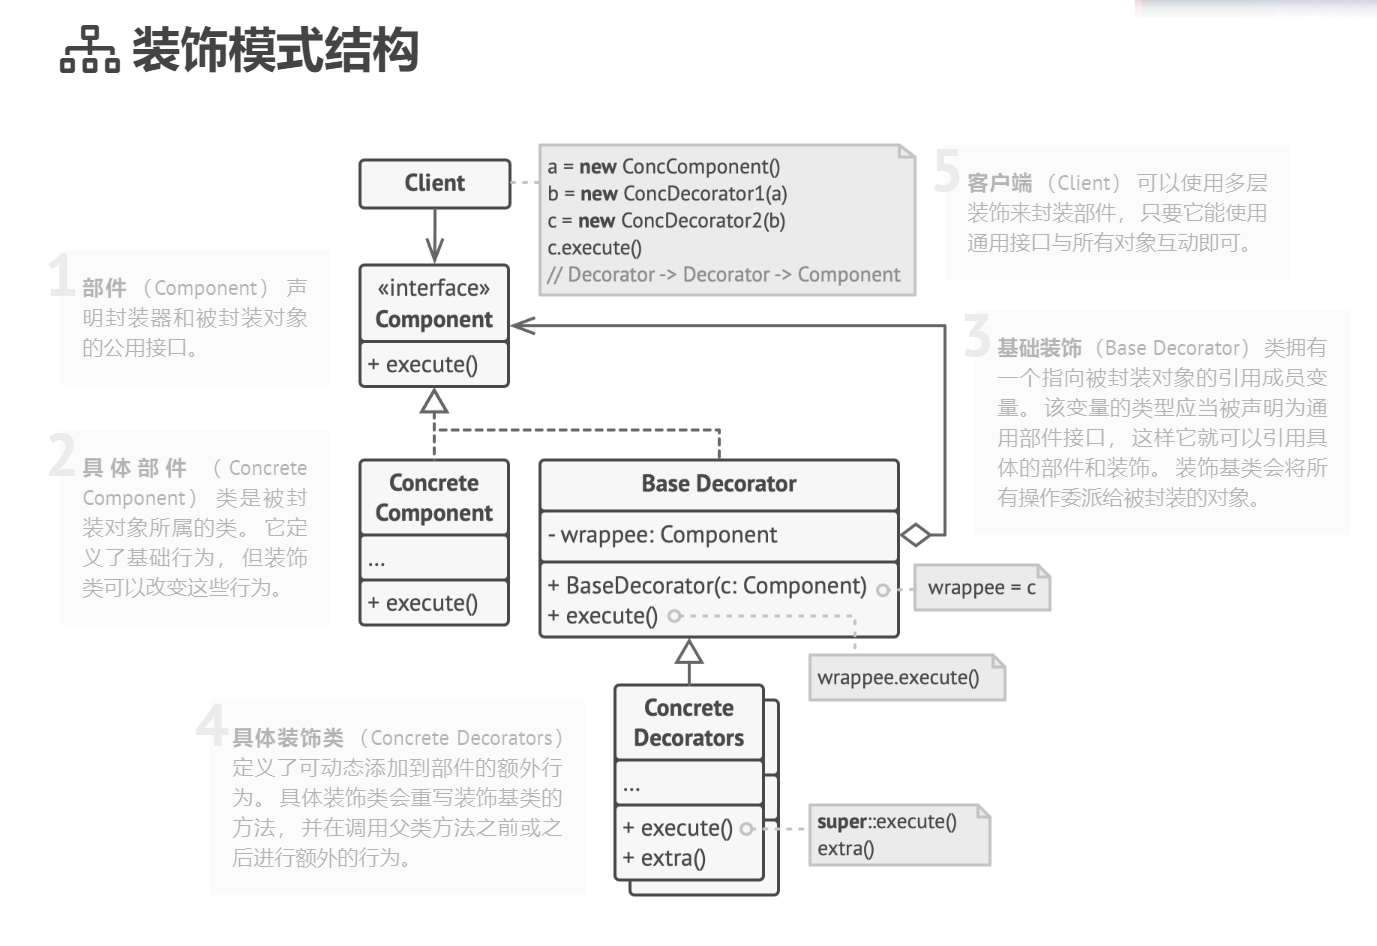 装饰模式结构
Client
a = new ConcComponent()
b = new ConcDecorator1(a)
c = new ConcDecorator2(b)
c.execute()
// Decorator -> Decorator -> Component
5
客户端 （Client） 可以使用多层
装饰来封装部件， 只要它能使用
通用接口与所有对象互动即可。
1
部件 （Component） 声
明封装器和被封装对象
的公用接口。
«interface»
Component
+ execute()
3
基础装饰 （Base Decorator） 类拥有
一个指向被封装对象的引用成员变
量。 该变量的类型应当被声明为通
用部件接口， 这样它就可以引用具
体的部件和装饰。 装饰基类会将所
有操作委派给被封装的对象。
2
具体部件 （Concrete
Component） 类是被封
装对象所属的类。 它定
义了基础行为， 但装饰
类可以改变这些行为。
Concrete
Component
...
+ execute()
Base Decorator
- wrappee: Component
+ BaseDecorator(c: Component)
+ execute()
wrappee = c
wrappee.execute()
4
具体装饰类 （Concrete Decorators）
定义了可动态添加到部件的额外行
为。 具体装饰类会重写装饰基类的
方法， 并在调用父类方法之前或之
后进行额外的行为。
Concrete
Decorators
...
+ execute()
+ extra()
super::execute()
extra()